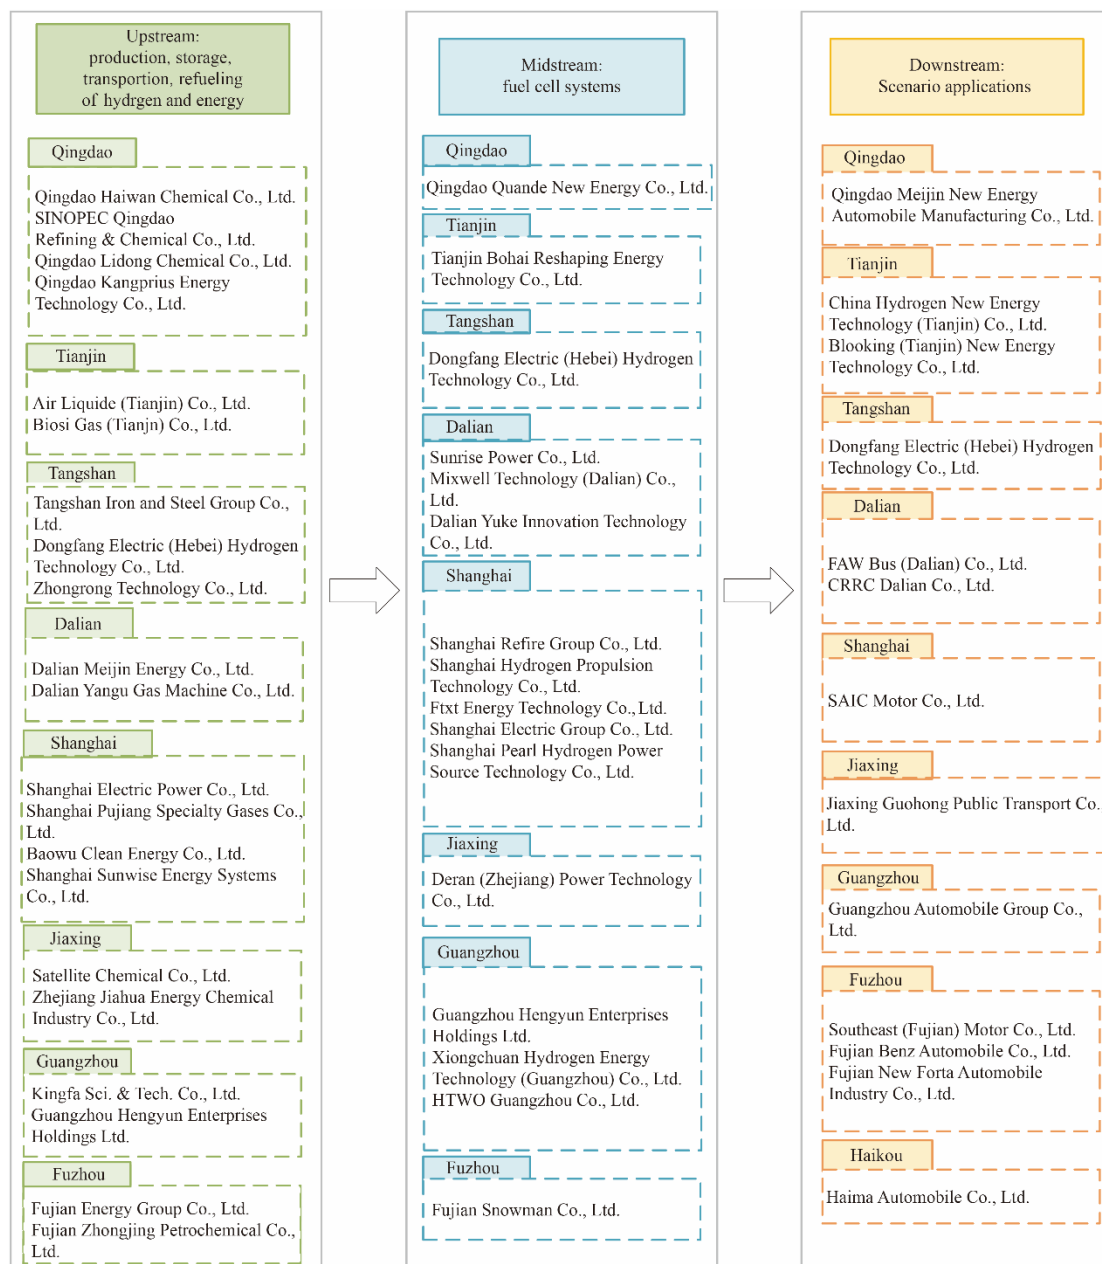 Upstream:
production, storage,
transportion, refueling
of hydrgen and energy
Qingdao
Qingdao Haiwan Chemical Co., Ltd.
SINOPEC Qingdao
Refining & Chemical Co., Ltd.
Qingdao Lidong Chemical Co., Ltd.
Qingdao Kangprius Energy
Technology Co., Ltd.
Tianjin
Air Liquide (Tianjin) Co., Ltd.
Biosi Gas (Tianjn) Co., Ltd.
Tangshan
Tangshan Iron and Steel Group Co.,
Ltd.
Dongfang Electric (Hebei) Hydrogen
Technology Co., Ltd.
Zhongrong Technology Co., Ltd.
Dalian
Dalian Meijin Energy Co., Ltd.
Dalian Yangu Gas Machine Co., Ltd.
Shanghai
Shanghai Electric Power Co., Ltd.
Shanghai Pujiang Specialty Gases Co.,
Ltd.
Baowu Clean Energy Co., Ltd.
Shanghai Sunwise Energy Systems
Co., Ltd.
Jiaxing
Satellite Chemical Co., Ltd.
Zhejiang Jiahua Energy Chemical
Industry Co., Ltd.
Guangzhou
Kingfa Sci. & Tech. Co., Ltd.
Guangzhou Hengyun Enterprises
Holdings Ltd.
Fuzhou
Fujian Energy Group Co., Ltd.
Fujian Zhongjing Petrochemical Co.,
Ltd.
Midstream:
fuel cell systems
Qingdao
Qingdao Quande New Energy Co., Ltd.
Tianjin
Tianjin Bohai Reshaping Energy
Technology Co., Ltd.
Tangshan
Dongfang Electric (Hebei) Hydrogen
Technology Co., Ltd.
Dalian
Sunrise Power Co., Ltd.
Mixwell Technology (Dalian) Co.,
Ltd.
Dalian Yuke Innovation Technology
Co., Ltd.
Shanghai
Shanghai Refire Group Co., Ltd.
Shanghai Hydrogen Propulsion
Technology Co., Ltd.
Ftxt Energy Technology Co., Ltd.
Shanghai Electric Group Co., Ltd.
Shanghai Pearl Hydrogen Power
Source Technology Co., Ltd.
Jiaxing
Deran (Zhejiang) Power Technology
Co., Ltd.
Guangzhou
Guangzhou Hengyun Enterprises
Holdings Ltd.
Xiongchuan Hydrogen Energy
Technology (Guangzhou) Co., Ltd.
HTWO Guangzhou Co., Ltd.
Fuzhou
Fujian Snowman Co., Ltd.
Downstream:
Scenario applications
Qingdao
Qingdao Meijin New Energy
Automobile Manufacturing Co., Ltd.
Tianjin
China Hydrogen New Energy
Technology (Tianjin) Co., Ltd.
Blooking (Tianjin) New Energy
Technology Co., Ltd.
Tangshan
Dongfang Electric (Hebei) Hydrogen
Technology Co., Ltd.
Dalian
FAW Bus (Dalian) Co., Ltd.
CRRC Dalian Co., Ltd.
Shanghai
SAIC Motor Co., Ltd.
Jiaxing
Jiaxing Guohong Public Transport Co.
Ltd.
Guangzhou
Guangzhou Automobile Group Co.,
Ltd.
Fuzhou
Southeast (Fujian) Motor Co., Ltd.
Fujian Benz Automobile Co., Ltd.
Fujian New Forta Automobile
Industry Co., Ltd.
Haikou
Haima Automobile Co., Ltd.